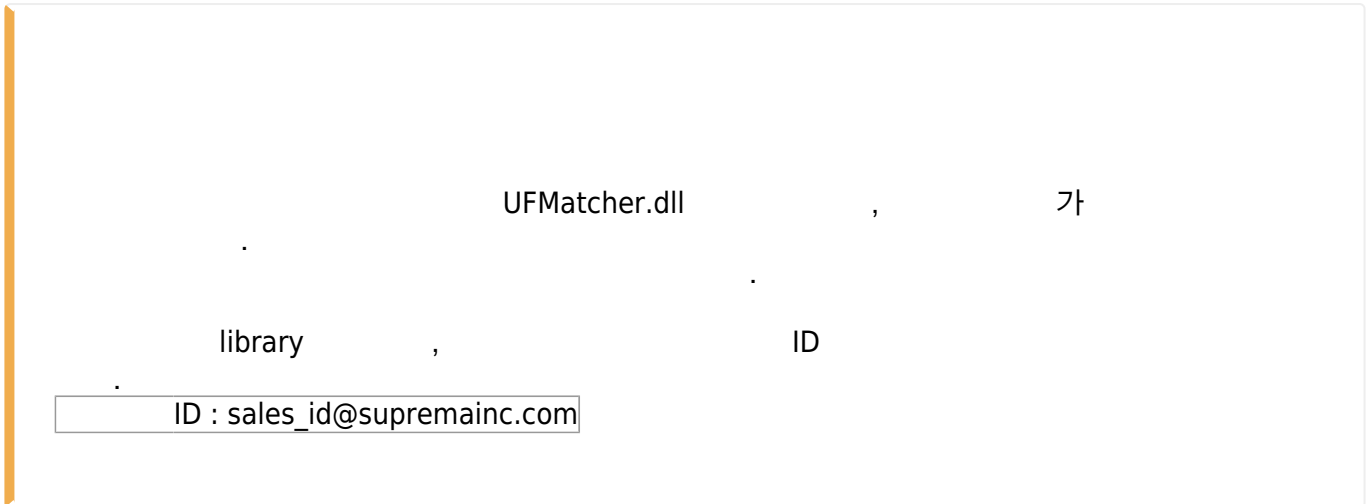 UFMatcher.dll , 가
.
.
library , ID
.
ID : sales_id@supremainc.com